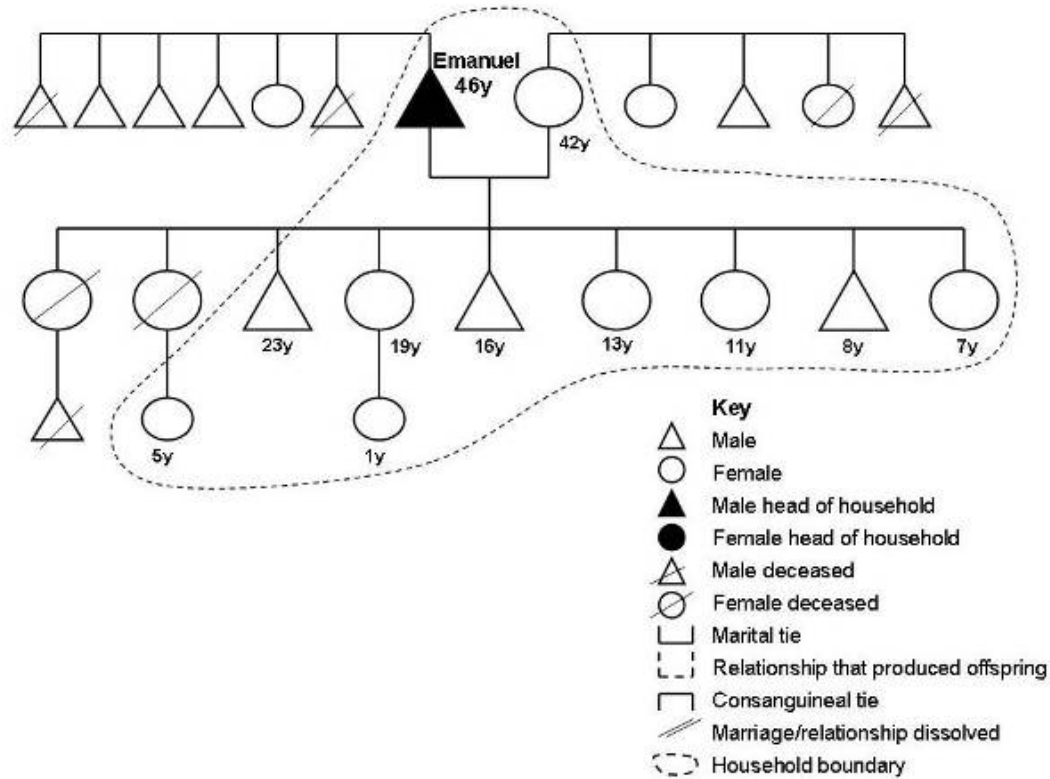 Emanuel
46y
42y
23y
19y
16y
13y
11y
8y
7y
5y
1y
Key
Male
Female
Male head of household
Female head of household
Male deceased
Female deceased
Marital tie
Relationship that produced offspring
Consanguineal tie
Marriage/relationship dissolved
Household boundary